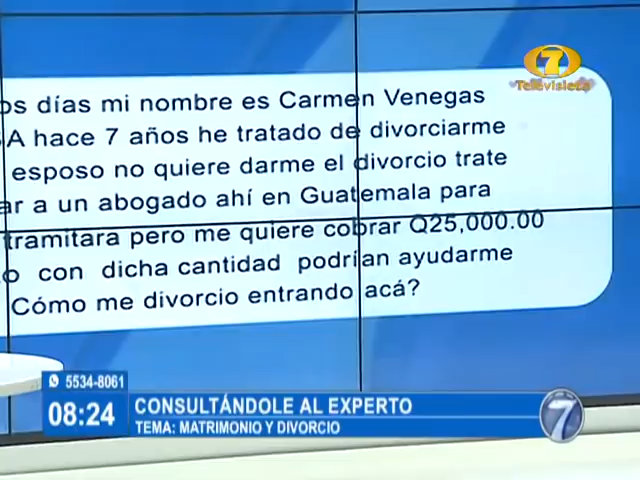 7
Televisiete
os días mi nombre es Carmen Venegas
A hace 7 años he tratado de divorciarme
esposo no quiere darme el divorcio trate
ar a un abogado ahí en Guatemala para
tramitara pero me quiere cobrar Q25,000.00
o con dicha cantidad podrían ayudarme
Cómo me divorcio entrando acá?
5534-8061
08:24
CONSULTÁNDOLE AL EXPERTO
TEMA: MATRIMONIO Y DIVORCIO
7